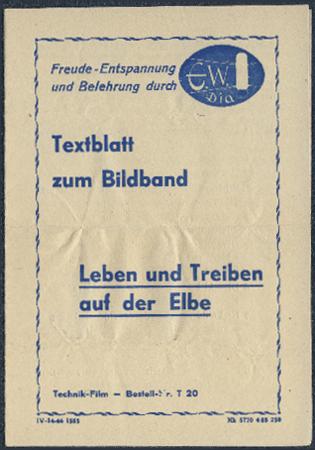 Freude-Entspannung
und Belehrung durch
Dia
Textblatt
zum Bildband
Leben und Treiben
auf der Elbe
Technik-Film – Bestell-Nr. T 20